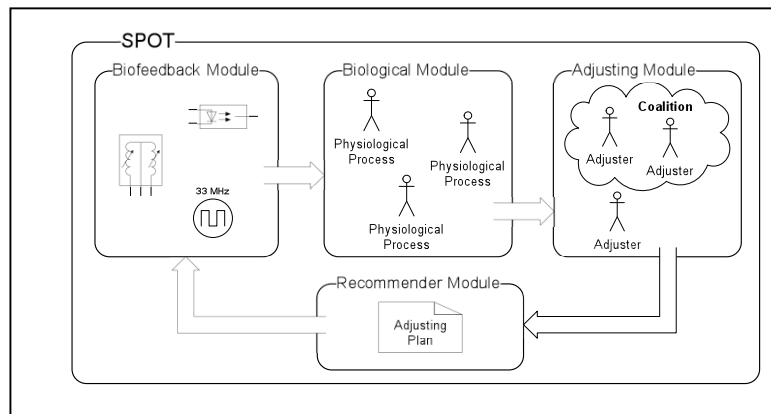 SPOT
Biofeedback Module
33 MHz
Biological Module
Physiological
Process
Physiological
Process
Physiological
Process
Adjusting Module
Coalition
Adjuster
Adjuster
Adjuster
Recommender Module
Adjusting
Plan